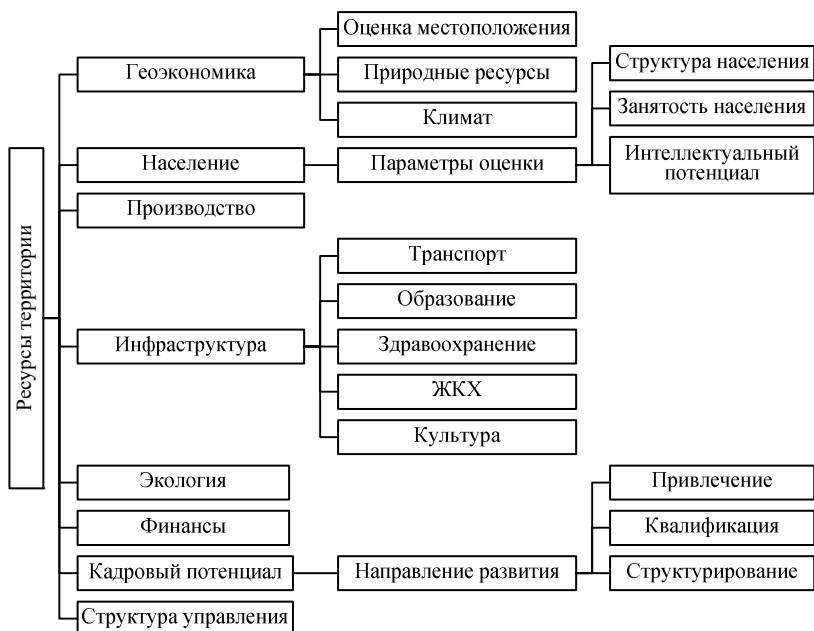 Ресурсы территории
Геоэкономика
Оценка местоположения
Природные ресурсы
Климат
Население
Параметры оценки
Структура населения
Занятость населения
Интеллектуальный
потенциал
Производство
Инфраструктура
Транспорт
Образование
Здравоохранение
ЖКХ
Культура
Экология
Финансы
Кадровый потенциал
Направление развития
Привлечение
Квалификация
Структурирование
Структура управления